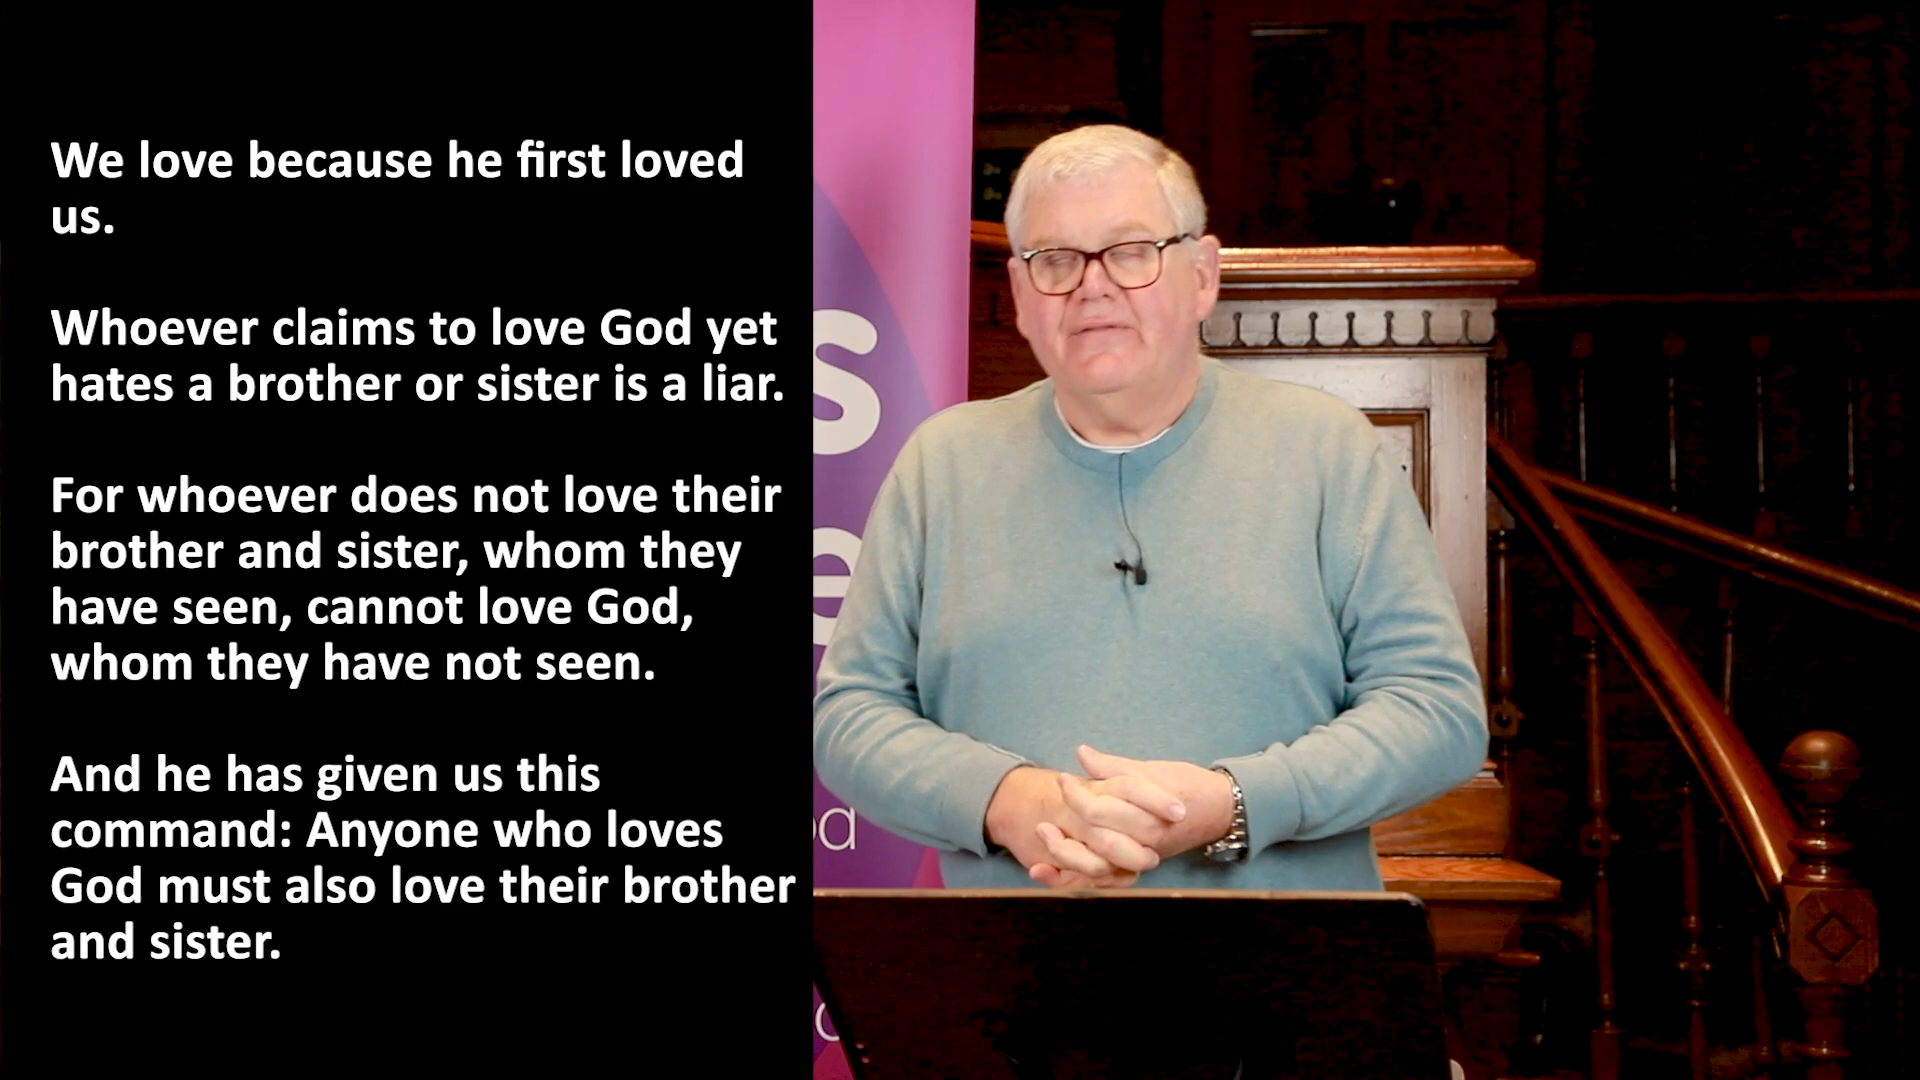 We love because he first loved
us.
Whoever claims to love God yet
hates a brother or sister is a liar.
For whoever does not love their
brother and sister, whom they
have seen, cannot love God,
whom they have not seen.
And he has given us this
command: Anyone who loves
God must also love their brother
and sister.
s
e